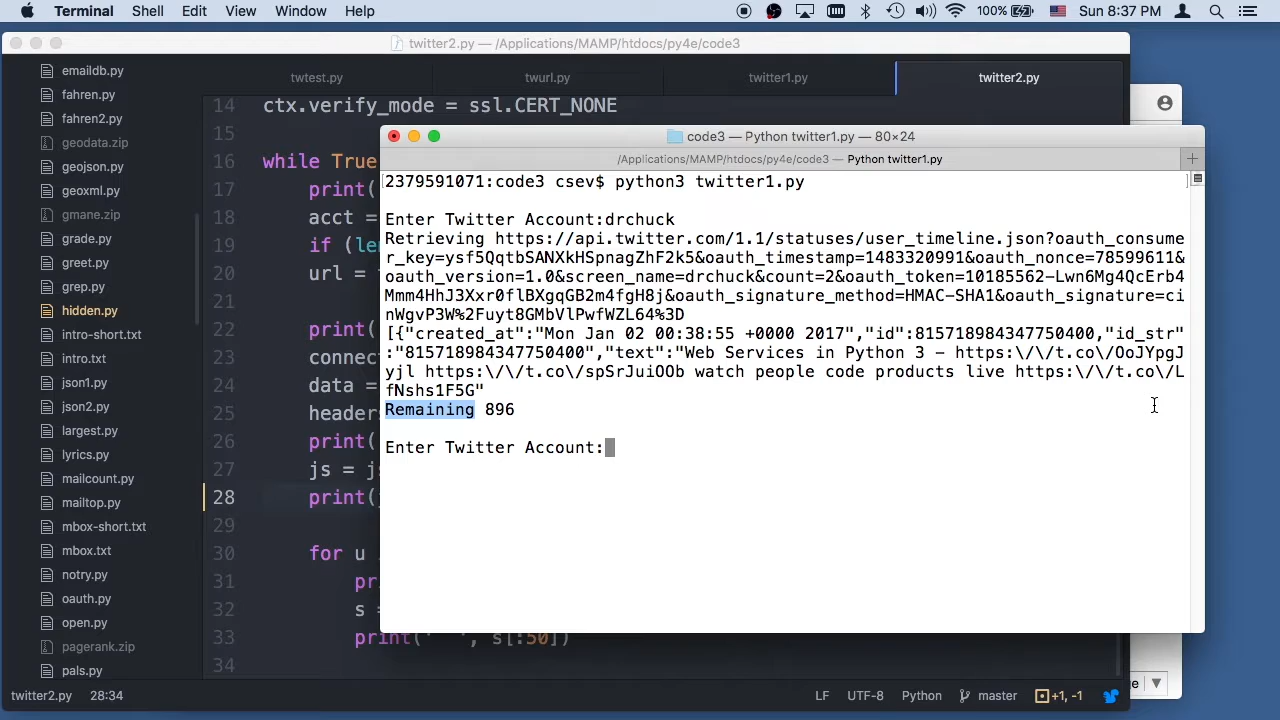 Terminal Shell Edit View Window Help 100% Sun 8:37 PM
twitter2.py — /Applications/MAMP/htdocs/py4e/code3
emaildb.py
fahren.py
fahren2.py
geodata.zip
geojson.py
geoxml.py
gmane.zip
grade.py
greet.py
grep.py
hidden.py
intro-short.txt
intro.txt
json1.py
json2.py
largest.py
lyrics.py
mailcount.py
mailtop.py
mbox-short.txt
mbox.txt
notry.py
oauth.py
open.py
pagerank.zip
pals.py
twtest.py twurl.py twitter1.py twitter2.py
14 ctx.verify_mode = ssl.CERT_NONE
15
16 while True
17 print(
18 acct =
19 if (le
20 url =
21
22 print(
23 connec
24 data =
25 header
26 print(
27 js = j
28 print(
29
30 for u
31 pr
32 s =
33 print(' ', s[:50])
34
code3 — Python twitter1.py — 80×24
/Applications/MAMP/htdocs/py4e/code3 — Python twitter1.py
[2379591071:code3 csev$ python3 twitter1.py ]
Enter Twitter Account:drchuck
Retrieving https://api.twitter.com/1.1/statuses/user_timeline.json?oauth_consume
r_key=ysf5QqtbSANXkHSpnagZhF2k5&oauth_timestamp=1483320991&oauth_nonce=78599611&
oauth_version=1.0&screen_name=drchuck&count=2&oauth_token=10185562-Lwn6Mg4QcErb4
Mmm4HhJ3Xxr0flBXgqGB2m4fgH8j&oauth_signature_method=HMAC-SHA1&oauth_signature=ci
nWgvP3W%2Fuyt8GMbVlPwfWZL64%3D
[{"created_at":"Mon Jan 02 00:38:55 +0000 2017","id":815718984347750400,"id_str"
:"815718984347750400","text":"Web Services in Python 3 - https:\/\/t.co\/OoJYpgJ
yjl https:\/\/t.co\/spSrJuiOOb watch people code products live https:\/\/t.co\/L
fNshs1F5G"
Remaining 896
Enter Twitter Account:
twitter2.py 28:34 LF UTF-8 Python master +1, -1